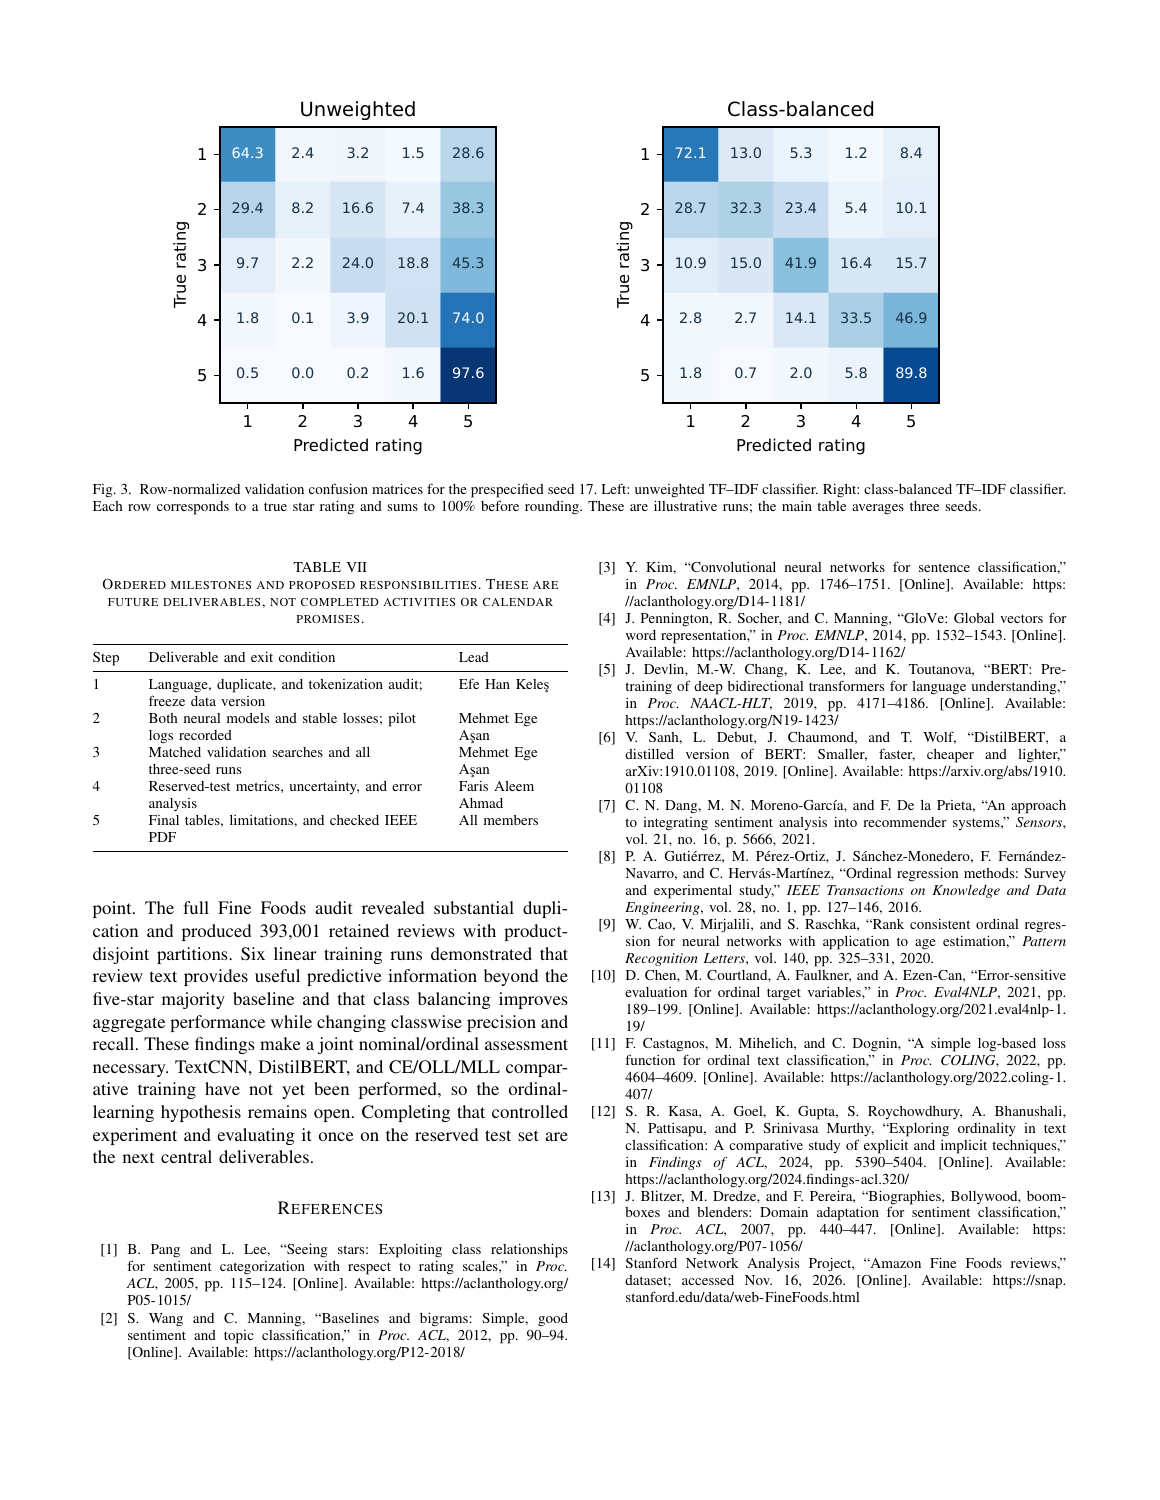 Unweighted
1 64.3 2.4 3.2 1.5 28.6
2 29.4 8.2 16.6 7.4 38.3
3 9.7 2.2 24.0 18.8 45.3
4 1.8 0.1 3.9 20.1 74.0
5 0.5 0.0 0.2 1.6 97.6
1 2 3 4 5
True rating
Predicted rating
Class-balanced
1 72.1 13.0 5.3 1.2 8.4
2 28.7 32.3 23.4 5.4 10.1
3 10.9 15.0 41.9 16.4 15.7
4 2.8 2.7 14.1 33.5 46.9
5 1.8 0.7 2.0 5.8 89.8
1 2 3 4 5
True rating
Predicted rating
Fig. 3. Row-normalized validation confusion matrices for the prespecified seed 17. Left: unweighted TF–IDF classifier. Right: class-balanced TF–IDF classifier.
Each row corresponds to a true star rating and sums to 100% before rounding. These are illustrative runs; the main table averages three seeds.
TABLE VII
ORDERED MILESTONES AND PROPOSED RESPONSIBILITIES. THESE ARE
FUTURE DELIVERABLES, NOT COMPLETED ACTIVITIES OR CALENDAR
PROMISES.
Step Deliverable and exit condition Lead
1 Language, duplicate, and tokenization audit; Efe Han Keleş
freeze data version
2 Both neural models and stable losses; pilot Mehmet Ege
logs recorded Aşan
3 Matched validation searches and all Mehmet Ege
three-seed runs Aşan
4 Reserved-test metrics, uncertainty, and error Faris Aleem
analysis Ahmad
5 Final tables, limitations, and checked IEEE All members
PDF
point. The full Fine Foods audit revealed substantial dupli-
cation and produced 393,001 retained reviews with product-
disjoint partitions. Six linear training runs demonstrated that
review text provides useful predictive information beyond the
five-star majority baseline and that class balancing improves
aggregate performance while changing classwise precision and
recall. These findings make a joint nominal/ordinal assessment
necessary. TextCNN, DistilBERT, and CE/OLL/MLL compar-
ative training have not yet been performed, so the ordinal-
learning hypothesis remains open. Completing that controlled
experiment and evaluating it once on the reserved test set are
the next central deliverables.
REFERENCES
[1] B. Pang and L. Lee, “Seeing stars: Exploiting class relationships
for sentiment categorization with respect to rating scales,” in Proc.
ACL, 2005, pp. 115–124. [Online]. Available: https://aclanthology.org/
P05-1015/
[2] S. Wang and C. Manning, “Baselines and bigrams: Simple, good
sentiment and topic classification,” in Proc. ACL, 2012, pp. 90–94.
[Online]. Available: https://aclanthology.org/P12-2018/
[3] Y. Kim, “Convolutional neural networks for sentence classification,”
in Proc. EMNLP, 2014, pp. 1746–1751. [Online]. Available: https:
//aclanthology.org/D14-1181/
[4] J. Pennington, R. Socher, and C. Manning, “GloVe: Global vectors for
word representation,” in Proc. EMNLP, 2014, pp. 1532–1543. [Online].
Available: https://aclanthology.org/D14-1162/
[5] J. Devlin, M.-W. Chang, K. Lee, and K. Toutanova, “BERT: Pre-
training of deep bidirectional transformers for language understanding,”
in Proc. NAACL-HLT, 2019, pp. 4171–4186. [Online]. Available:
https://aclanthology.org/N19-1423/
[6] V. Sanh, L. Debut, J. Chaumond, and T. Wolf, “DistilBERT, a
distilled version of BERT: Smaller, faster, cheaper and lighter,”
arXiv:1910.01108, 2019. [Online]. Available: https://arxiv.org/abs/1910.
01108
[7] C. N. Dang, M. N. Moreno-García, and F. De la Prieta, “An approach
to integrating sentiment analysis into recommender systems,” Sensors,
vol. 21, no. 16, p. 5666, 2021.
[8] P. A. Gutiérrez, M. Pérez-Ortiz, J. Sánchez-Monedero, F. Fernández-
Navarro, and C. Hervás-Martínez, “Ordinal regression methods: Survey
and experimental study,” IEEE Transactions on Knowledge and Data
Engineering, vol. 28, no. 1, pp. 127–146, 2016.
[9] W. Cao, V. Mirjalili, and S. Raschka, “Rank consistent ordinal regres-
sion for neural networks with application to age estimation,” Pattern
Recognition Letters, vol. 140, pp. 325–331, 2020.
[10] D. Chen, M. Courtland, A. Faulkner, and A. Ezen-Can, “Error-sensitive
evaluation for ordinal target variables,” in Proc. Eval4NLP, 2021, pp.
189–199. [Online]. Available: https://aclanthology.org/2021.eval4nlp-1.
19/
[11] F. Castagnos, M. Mihelich, and C. Dognin, “A simple log-based loss
function for ordinal text classification,” in Proc. COLING, 2022, pp.
4604–4609. [Online]. Available: https://aclanthology.org/2022.coling-1.
407/
[12] S. R. Kasa, A. Goel, K. Gupta, S. Roychowdhury, A. Bhanushali,
N. Pattisapu, and P. Srinivasa Murthy, “Exploring ordinality in text
classification: A comparative study of explicit and implicit techniques,”
in Findings of ACL, 2024, pp. 5390–5404. [Online]. Available:
https://aclanthology.org/2024.findings-acl.320/
[13] J. Blitzer, M. Dredze, and F. Pereira, “Biographies, Bollywood, boom-
boxes and blenders: Domain adaptation for sentiment classification,”
in Proc. ACL, 2007, pp. 440–447. [Online]. Available: https:
//aclanthology.org/P07-1056/
[14] Stanford Network Analysis Project, “Amazon Fine Foods reviews,”
dataset; accessed Nov. 16, 2026. [Online]. Available: https://snap.
stanford.edu/data/web-FineFoods.html